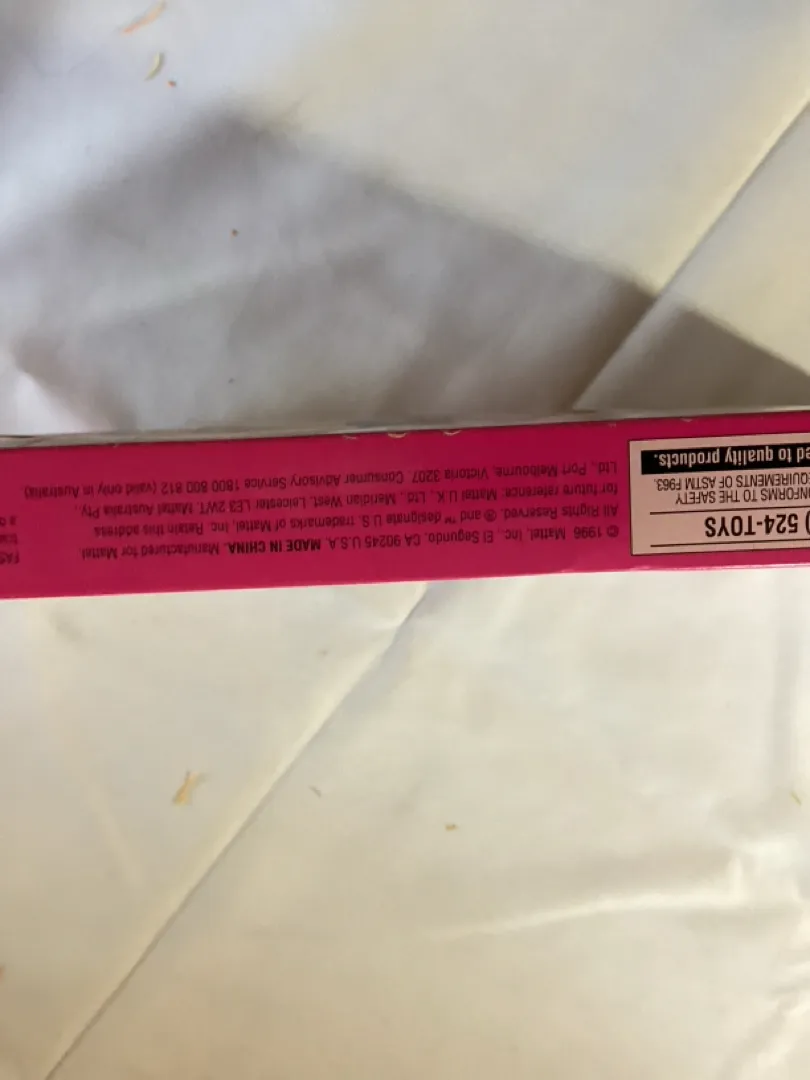 ) 524-TOYS
NFORMS TO THE SAFETY
QUIREMENTS OF ASTM F963.
ed to quality products.
© 1996 Mattel, Inc., El Segundo, CA 90245 U.S.A. MADE IN CHINA. Manufactured for Mattel
All Rights Reserved. ® and ™ designate U.S. trademarks of Mattel, Inc. Retain this address
for future reference: Mattel U.K., Ltd., Meridian West, Leicester LE3 2WT. Mattel Australia Pty.,
Ltd., Port Melbourne, Victoria 3207. Consumer Advisory Service 1800 800 812 (valid only in Australia)